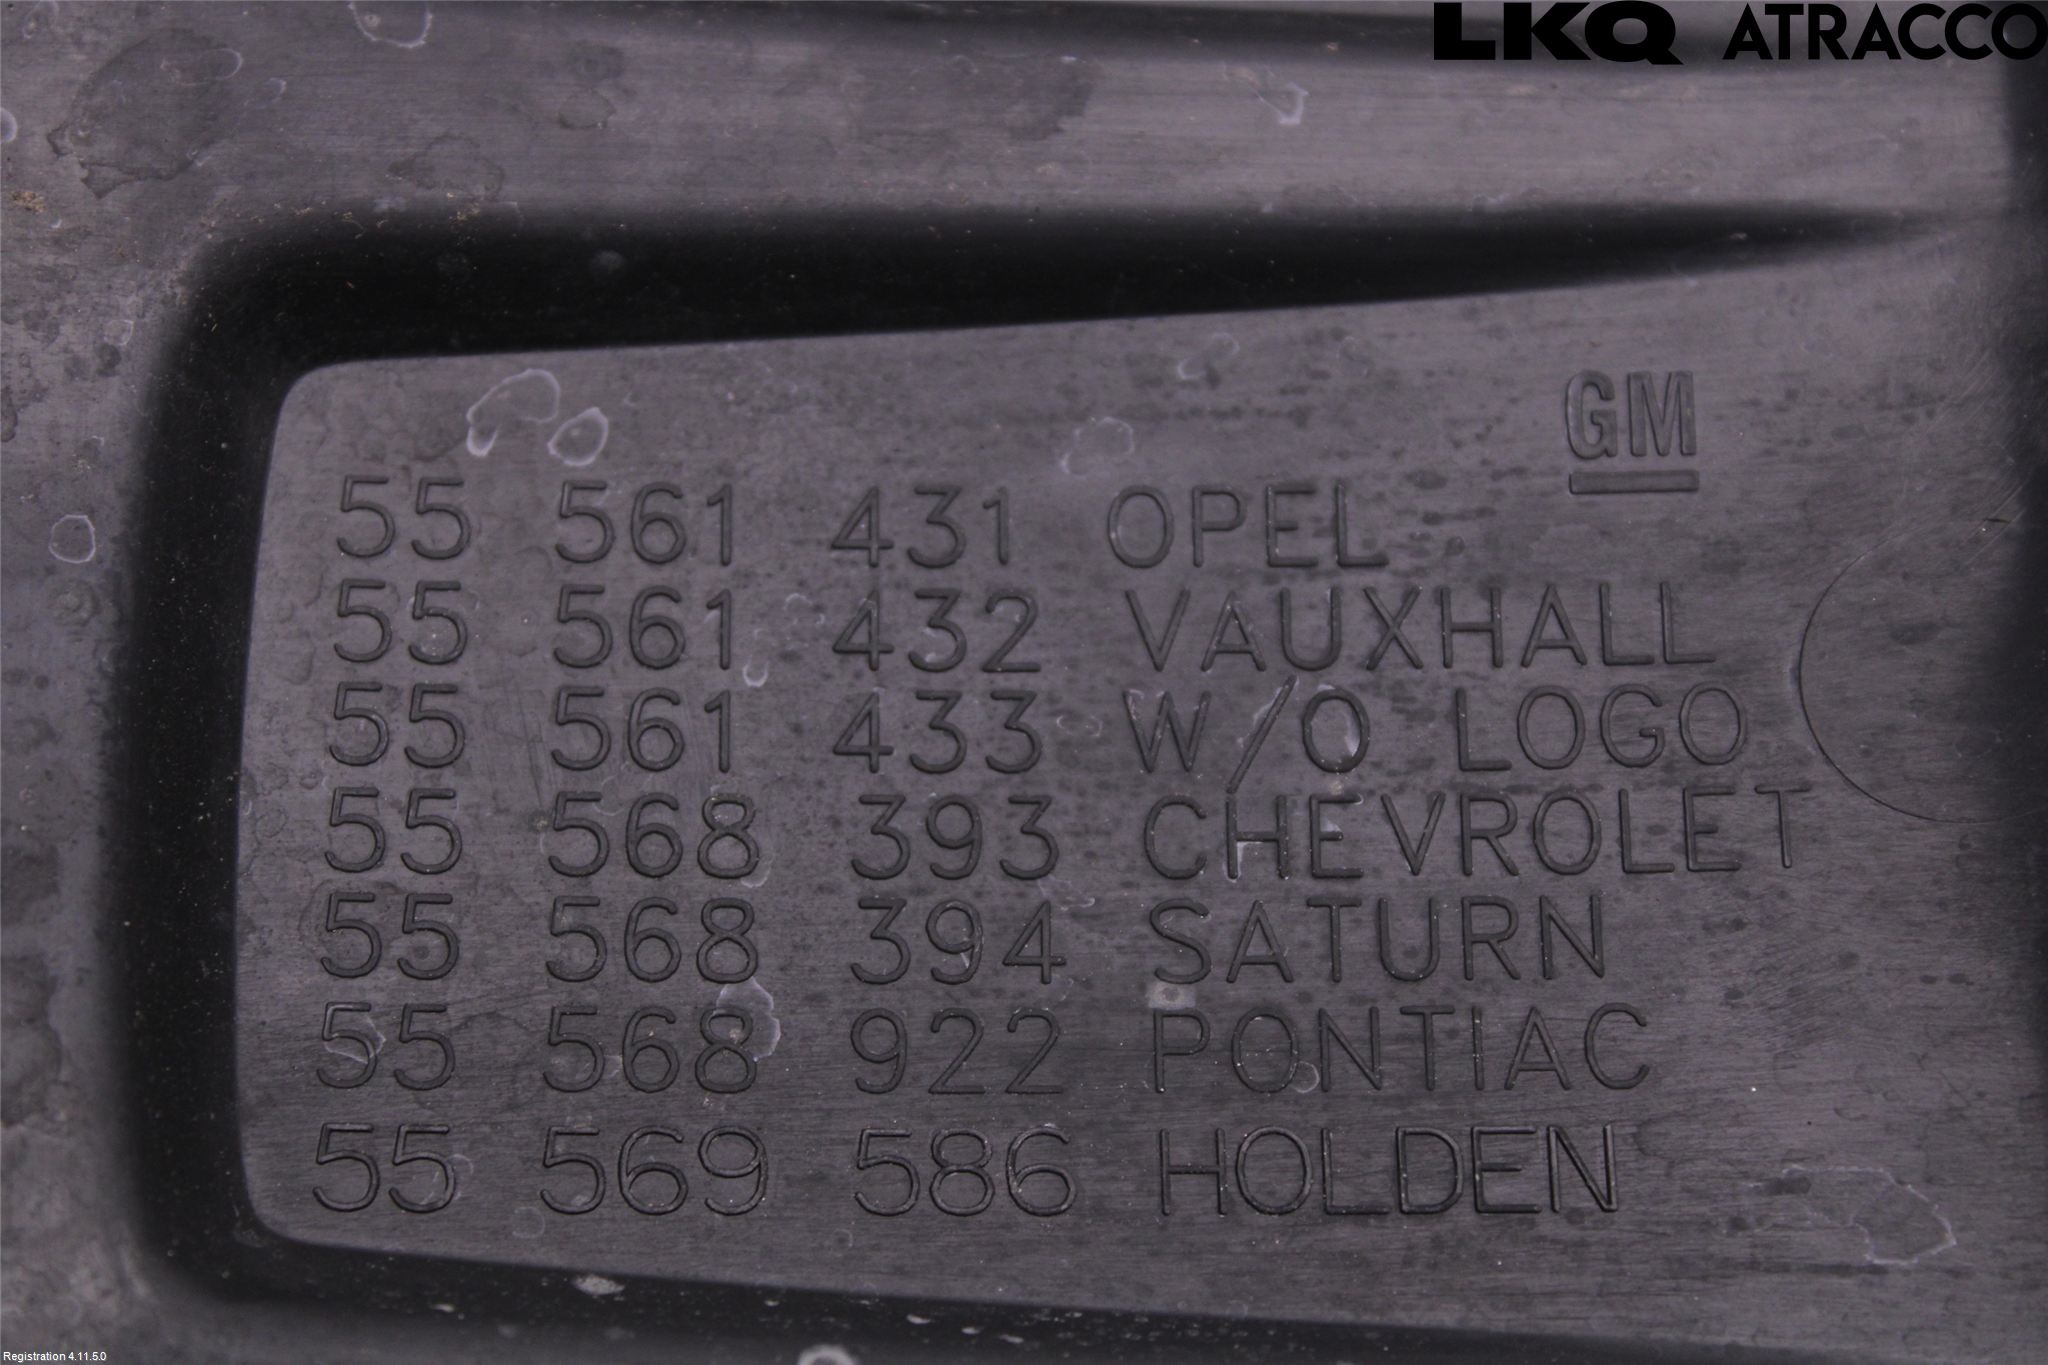 LKQ ATRACCO
GM
55 561 431 OPEL
55 561 432 VAUXHALL
55 561 433 W/O LOGO
55 568 393 CHEVROLET
55 568 394 SATURN
55 568 922 PONTIAC
55 569 586 HOLDEN
Registration 4.11.5.0